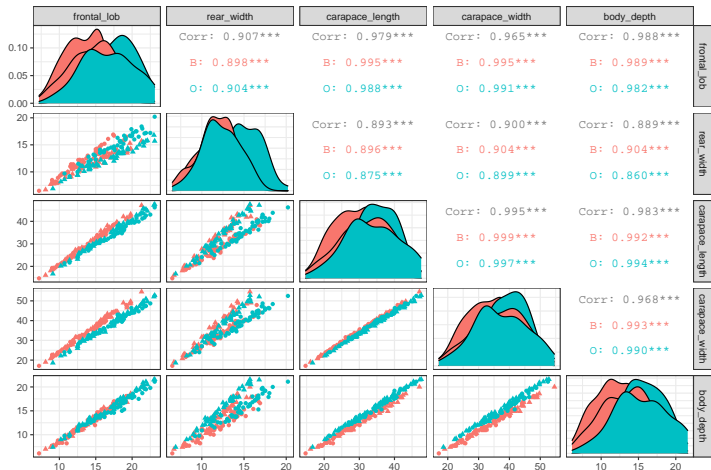 frontal_lob
rear_width
carapace_length
carapace_width
body_depth
0.10
0.05
0.00
Corr: 0.907***
B: 0.898***
O: 0.904***
Corr: 0.979***
B: 0.995***
O: 0.988***
Corr: 0.965***
B: 0.995***
O: 0.991***
Corr: 0.988***
B: 0.989***
O: 0.982***
frontal_lob
20
15
10
Corr: 0.893***
B: 0.896***
O: 0.875***
Corr: 0.900***
B: 0.904***
O: 0.899***
Corr: 0.889***
B: 0.904***
O: 0.860***
rear_width
40
30
20
Corr: 0.995***
B: 0.999***
O: 0.997***
Corr: 0.983***
B: 0.992***
O: 0.994***
carapace_length
50
40
30
20
Corr: 0.968***
B: 0.993***
O: 0.990***
carapace_width
20
15
10
body_depth
10
15
20
10
15
20
20
30
40
20
30
40
50
10
15
20